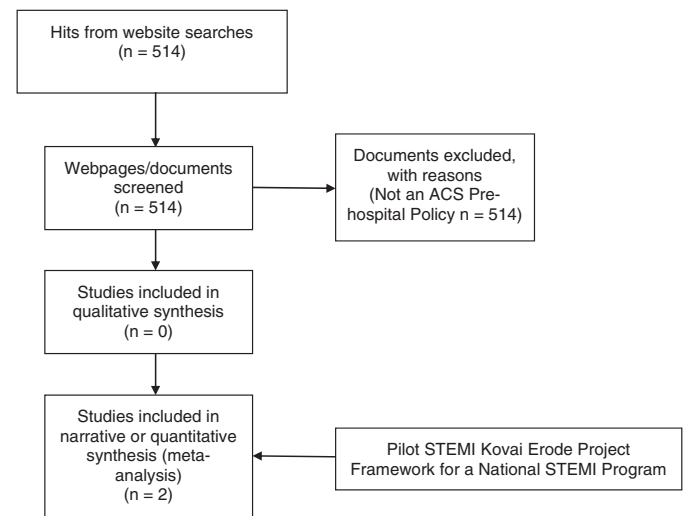 Hits from website searches
(n = 514)
Webpages/documents
screened
(n = 514)
Documents excluded,
with reasons
(Not an ACS Pre-
hospital Policy n = 514)
Studies included in
qualitative synthesis
(n = 0)
Studies included in
narrative or quantitative
synthesis (meta-
analysis)
(n = 2)
Pilot STEMI Kovai Erode Project
Framework for a National STEMI Program